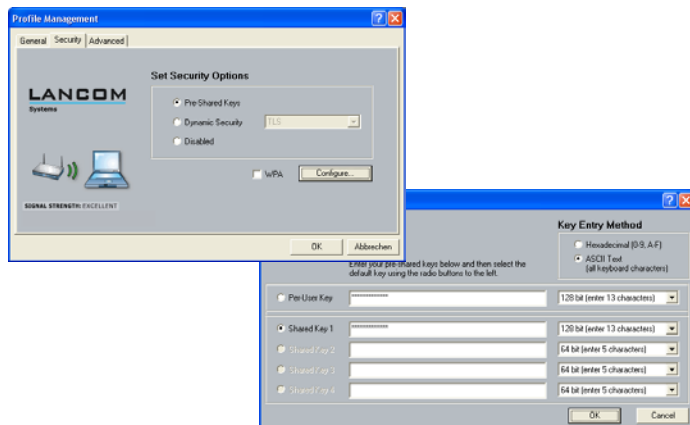 Profile Management
General Security Advanced
LANCOM
Systems
SIGNAL STRENGTH: EXCELLENT
Set Security Options
Pre-Shared Keys
Dynamic Security TLS
Disabled
WPA Configure...
OK Abbrechen
Key Entry Method
Hexadecimal (0-9, A-F)
ASCII Text
(all keyboard characters)
Enter your pre-shared keys below and then select the
default key using the radio buttons to the left.
Per-User Key ************* 128 bit (enter 13 characters)
Shared Key 1 ************* 128 bit (enter 13 characters)
Shared Key 2 64 bit (enter 5 characters)
Shared Key 3 64 bit (enter 5 characters)
Shared Key 4 64 bit (enter 5 characters)
OK Cancel